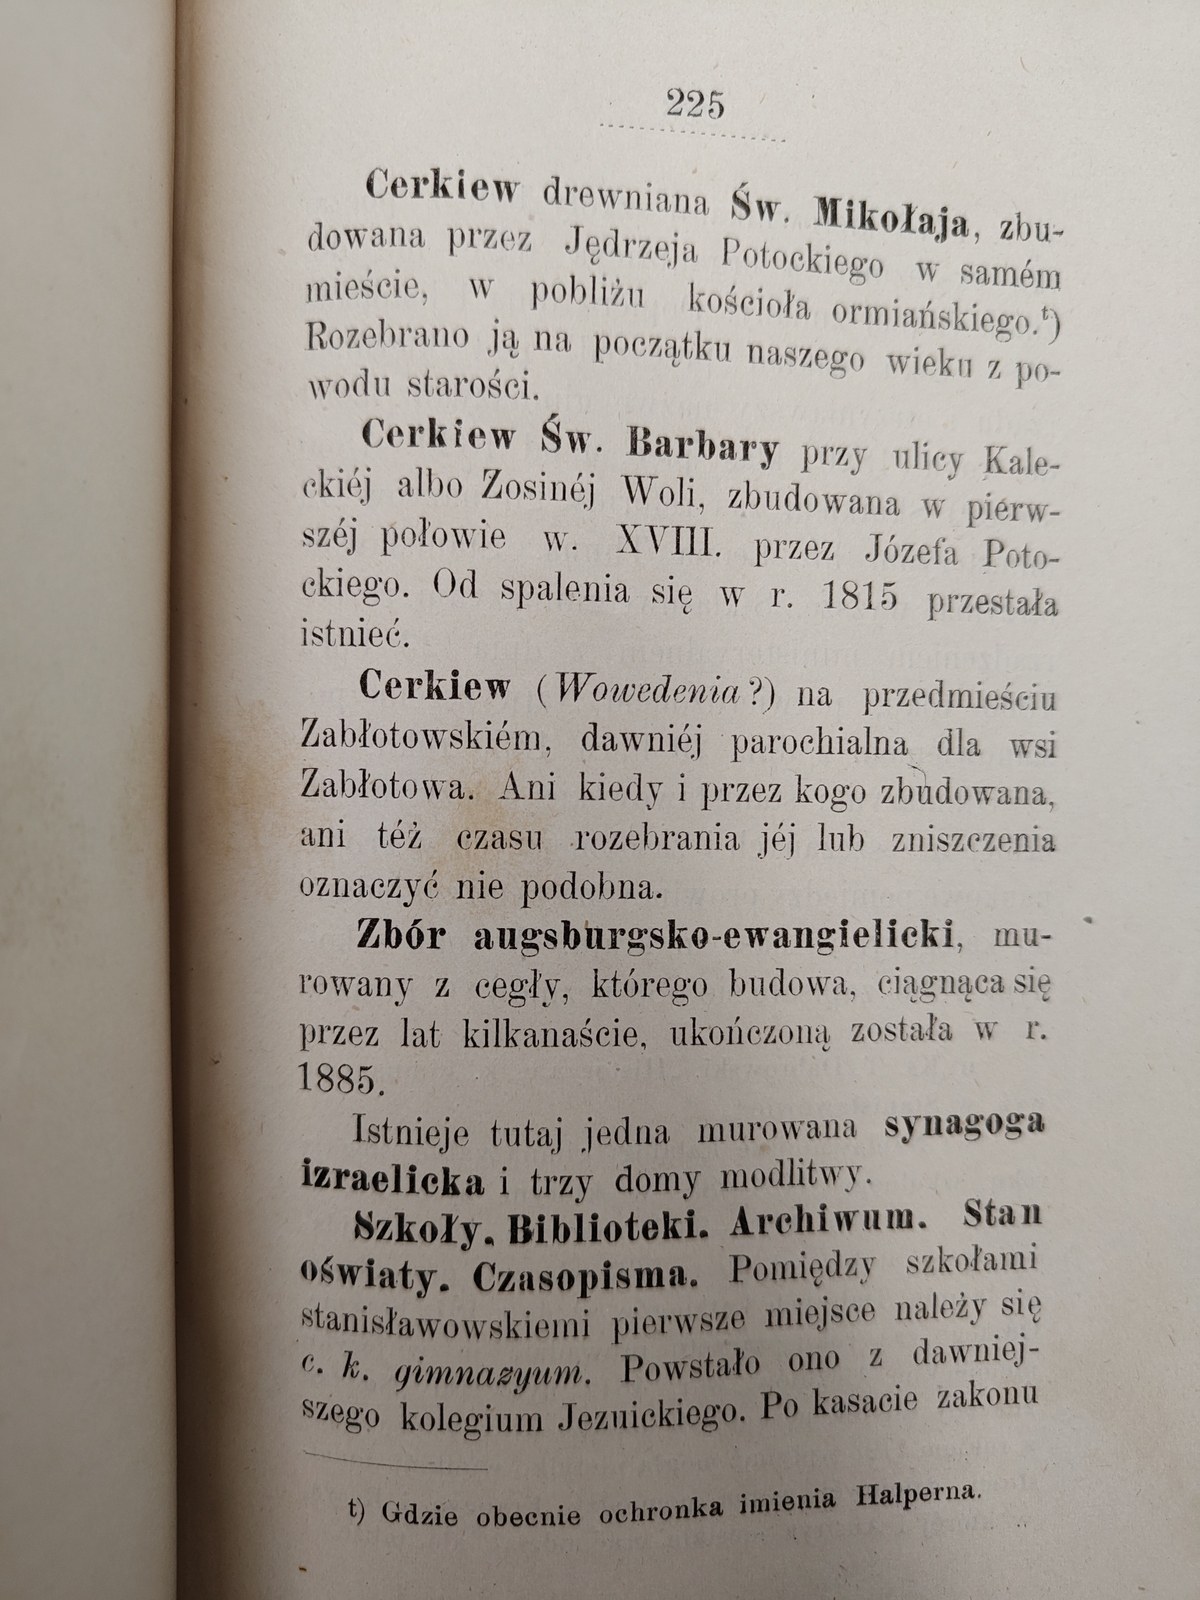 225
Cerkiew drewniana Św. Mikołaja, zbu-
dowana przez Jędrzeja Potockiego w samém
mieście, w pobliżu kościoła ormiańskiego.t)
Rozebrano ją na początku naszego wieku z po-
wodu starości.
Cerkiew Św. Barbary przy ulicy Kale-
ckiéj albo Zosinéj Woli, zbudowana w pierw-
széj połowie w. XVIII. przez Józefa Poto-
ckiego. Od spalenia się w r. 1815 przestała
istnieć.
Cerkiew (Wowedenia?) na przedmieściu
Zabłotowskiém, dawniéj parochialna dla wsi
Zabłotowa. Ani kiedy i przez kogo zbudowana,
ani téż czasu rozebrania jéj lub zniszczenia
oznaczyć nie podobna.
Zbór augsburgsko-ewangielicki, mu-
rowany z cegły, którego budowa, ciągnąca się
przez lat kilkanaście, ukończoną została w r.
1885.
Istnieje tutaj jedna murowana synagoga
izraelicka i trzy domy modlitwy.
Szkoły. Biblioteki. Archiwum. Stan
oświaty. Czasopisma. Pomiędzy szkołami
stanisławowskiemi pierwsze miejsce należy się
c. k. gimnazyum. Powstało ono z dawniej-
szego kolegium Jezuickiego. Po kasacie zakonu
t) Gdzie obecnie ochronka imienia Halperna.